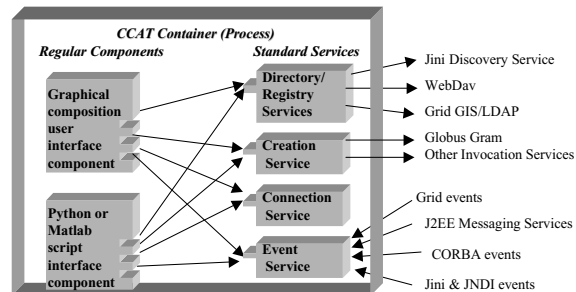 CCAT Container (Process)
Regular Components
Standard Services
Graphical
composition
user
interface
component
Python or
Matlab
script
interface
component
Directory/
Registry
Services
Creation
Service
Connection
Service
Event
Service
Jini Discovery Service
WebDav
Grid GIS/LDAP
Globus Gram
Other Invocation Services
Grid events
J2EE Messaging Services
CORBA events
Jini & JNDI events